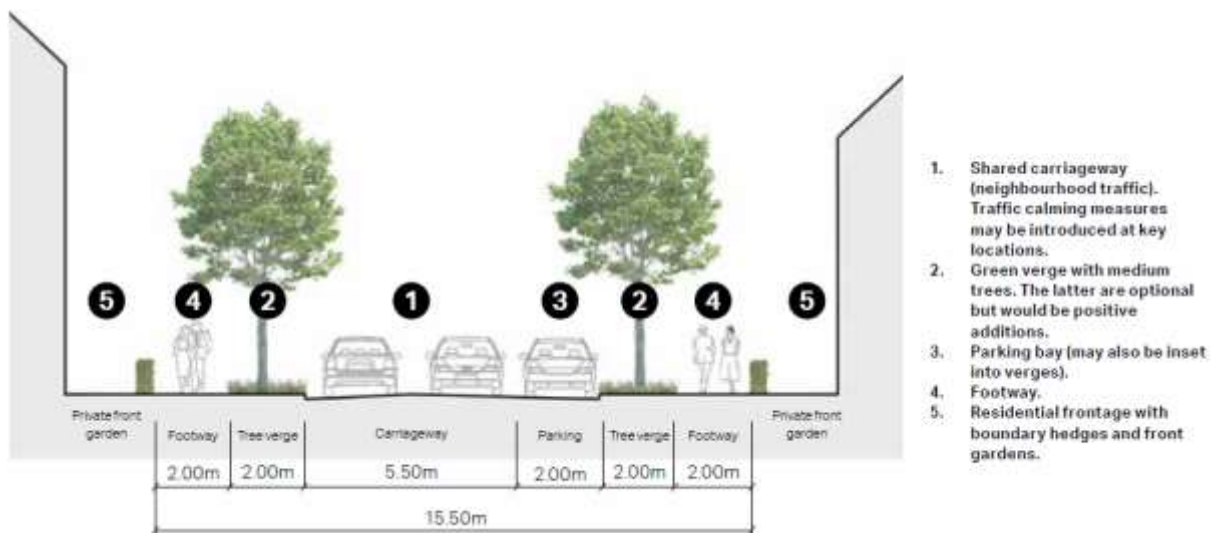 5
4
2
1
3
2
4
5
Private front
garden
Footway
Tree verge
Carriageway
Parking
Tree verge
Footway
Private front
garden
2.00m
2.00m
5.50m
2.00m
2.00m
2.00m
15.50m
1. Shared carriageway
(neighbourhood traffic).
Traffic calming measures
may be introduced at key
locations.
2. Green verge with medium
trees. The latter are optional
but would be positive
additions.
3. Parking bay (may also be inset
into verges).
4. Footway.
5. Residential frontage with
boundary hedges and front
gardens.